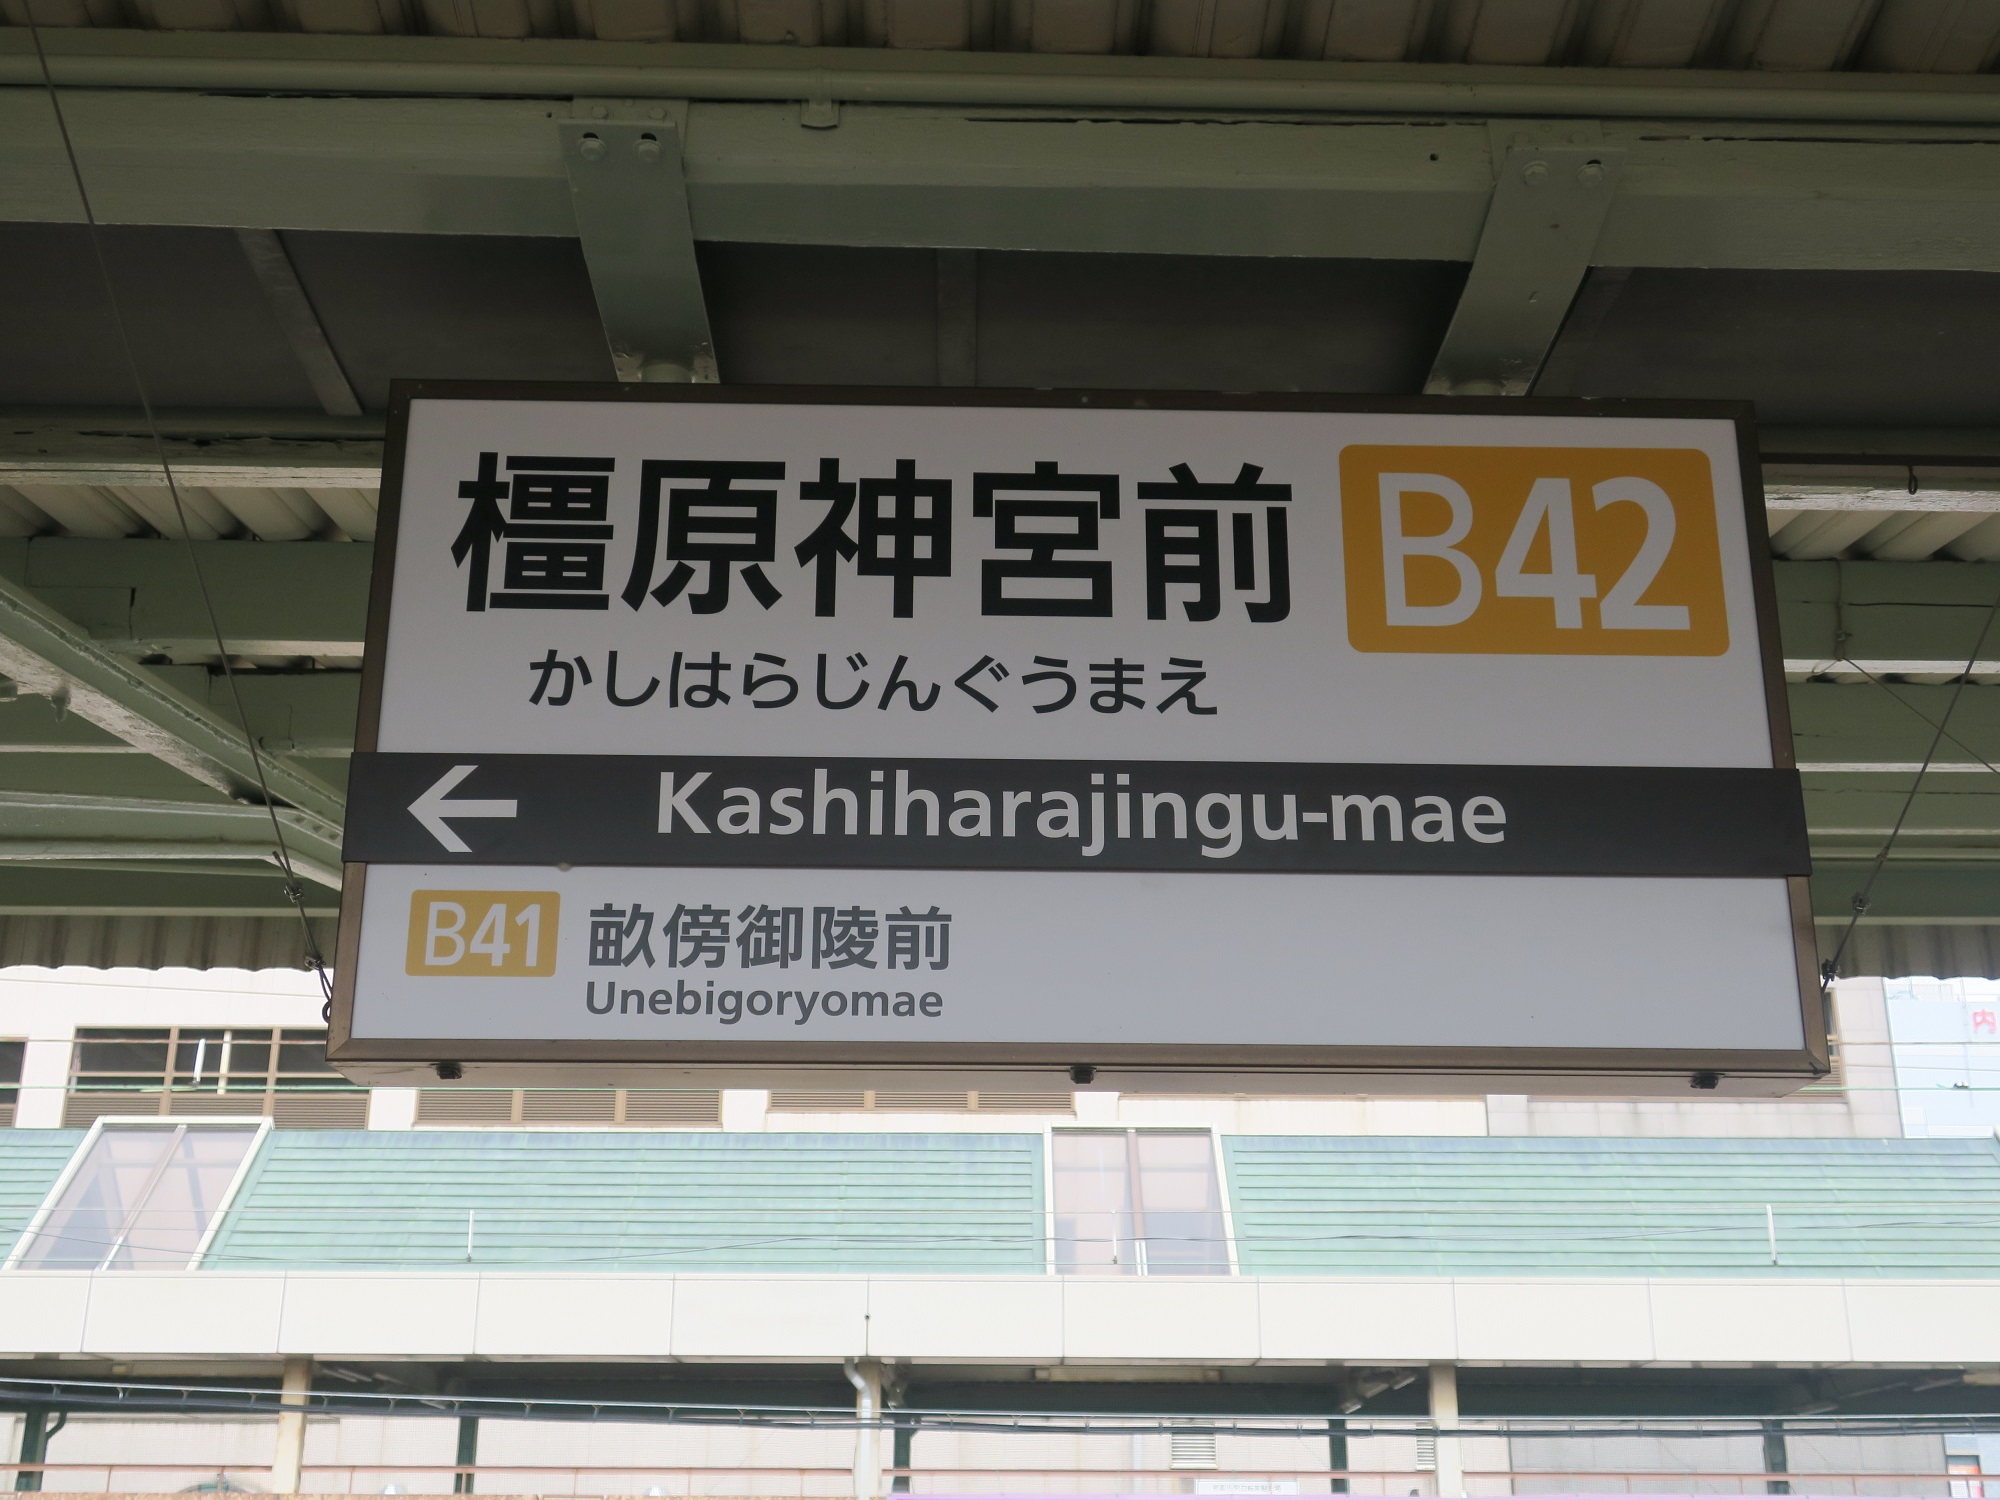 橿原神宮前 B42
かしはらじんぐうまえ
← Kashiharajingu-mae
B41 畝傍御陵前
Unebigoryomae
内